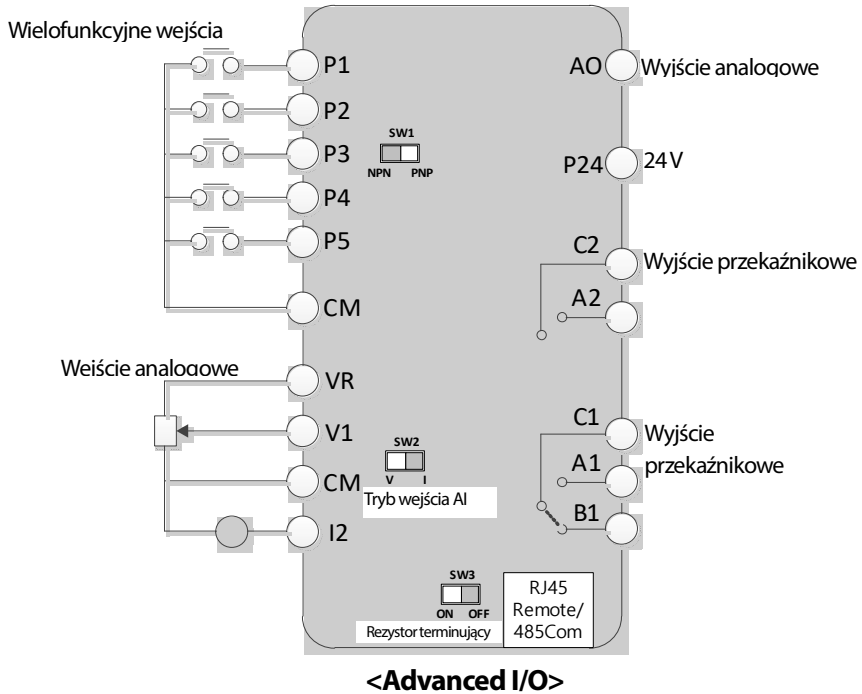 Wielofunkcyjne wejścia
P1
P2
P3
P4
P5
CM
SW1
NPN PNP
AO Wyjście analogowe
P24 24 V
C2
Wyjście przekaźnikowe
A2
Wejście analogowe
VR
V1
CM
I2
SW2
V I
Tryb wejścia AI
C1
Wyjście
przekaźnikowe
A1
B1
SW3
ON OFF
Rezystor terminujący
RJ45
Remote/
485Com
<Advanced I/O>